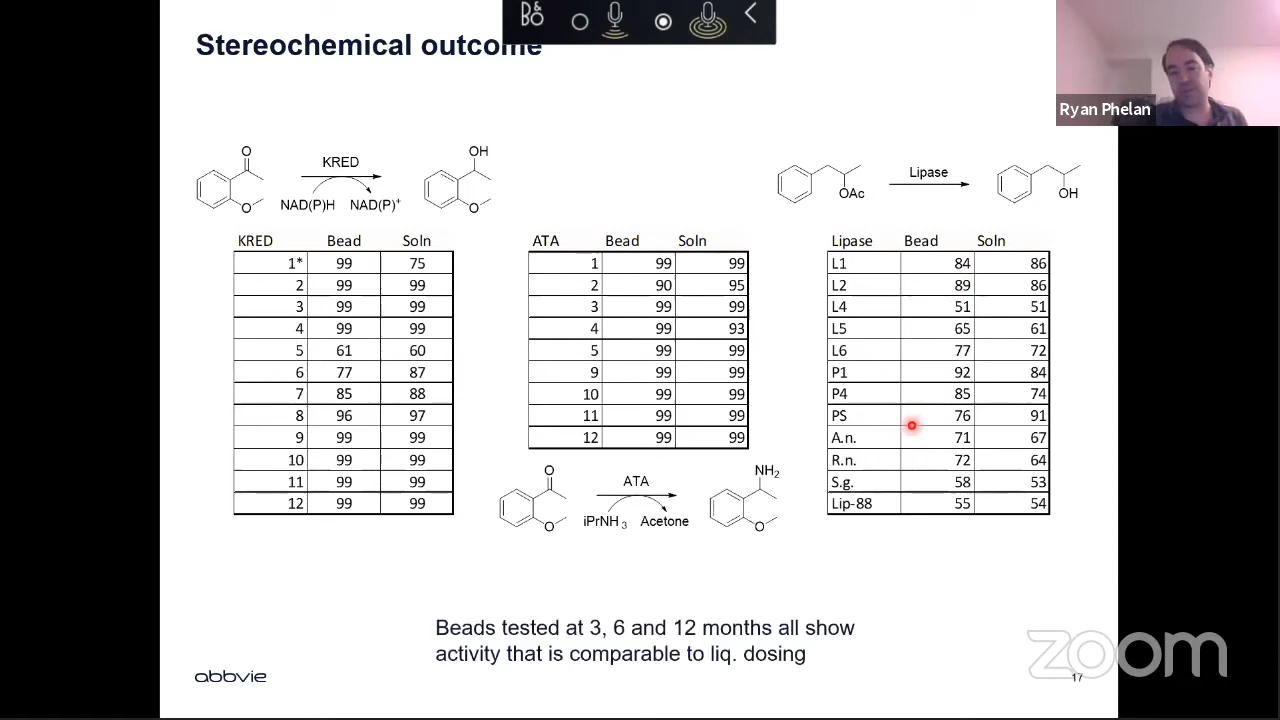 B&
BO
Stereochemical outcome
Ryan Phelan
O
KRED
OH
NAD(P)H NAD(P)+
O
O
Lipase
OAc
OH
KRED Bead Soln
1* 99 75
2 99 99
3 99 99
4 99 99
5 61 60
6 77 87
7 85 88
8 96 97
9 99 99
10 99 99
11 99 99
12 99 99
ATA Bead Soln
1 99 99
2 90 95
3 99 99
4 99 93
5 99 99
9 99 99
10 99 99
11 99 99
12 99 99
O
ATA
NH2
iPrNH3 Acetone
O
O
Lipase Bead Soln
L1 84 86
L2 89 86
L4 51 51
L5 65 61
L6 77 72
P1 92 84
P4 85 74
PS 76 91
A.n. 71 67
R.n. 72 64
S.g. 58 53
Lip-88 55 54
Beads tested at 3, 6 and 12 months all show
activity that is comparable to liq. dosing
abbvie
zoom
17